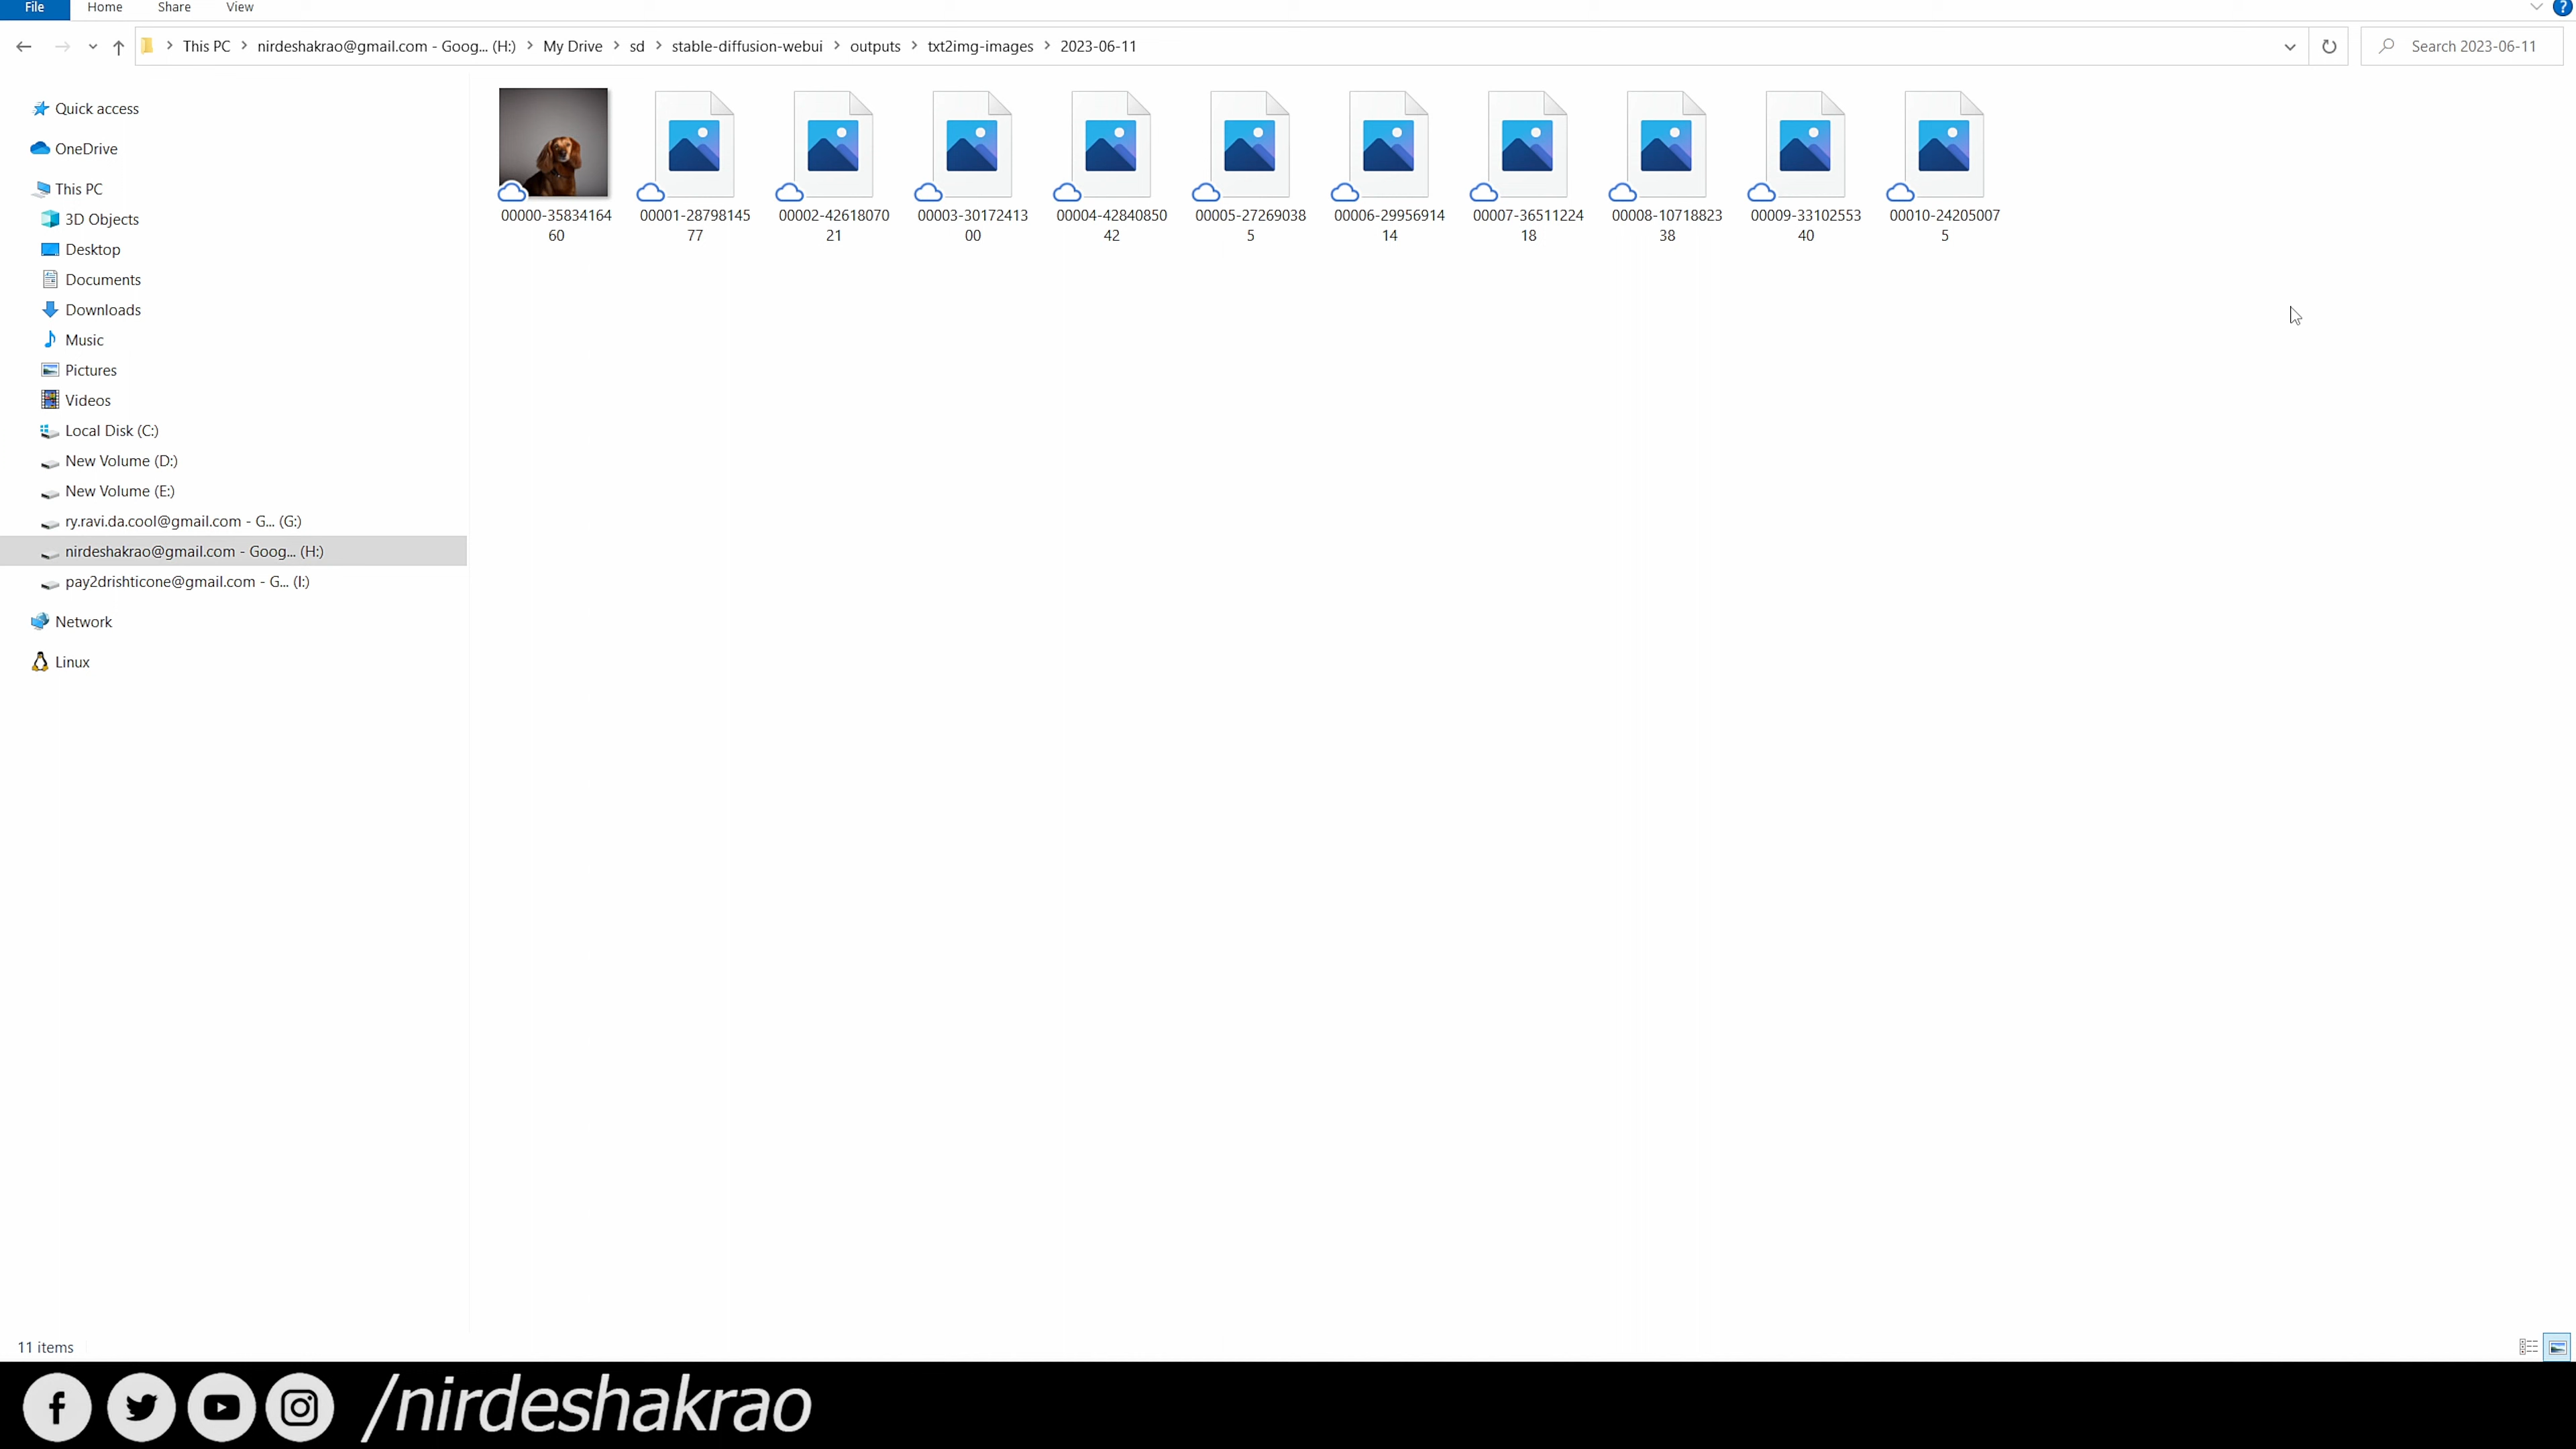 File Home Share View
This PC nirdeshakrao@gmail.com - Goog... (H:) My Drive sd stable-diffusion-webui outputs txt2img-images 2023-06-11
Search 2023-06-11
Quick access
OneDrive
This PC
3D Objects
Desktop
Documents
Downloads
Music
Pictures
Videos
Local Disk (C:)
New Volume (D:)
New Volume (E:)
ry.ravi.da.cool@gmail.com - G... (G:)
nirdeshakrao@gmail.com - Goog... (H:)
pay2drishticone@gmail.com - G... (I:)
Network
Linux
00000-35834164
60
00001-28798145
77
00002-42618070
21
00003-30172413
00
00004-42840850
42
00005-27269038
5
00006-29956914
14
00007-36511224
18
00008-10718823
38
00009-33102553
40
00010-24205007
5
11 items
/nirdeshakrao